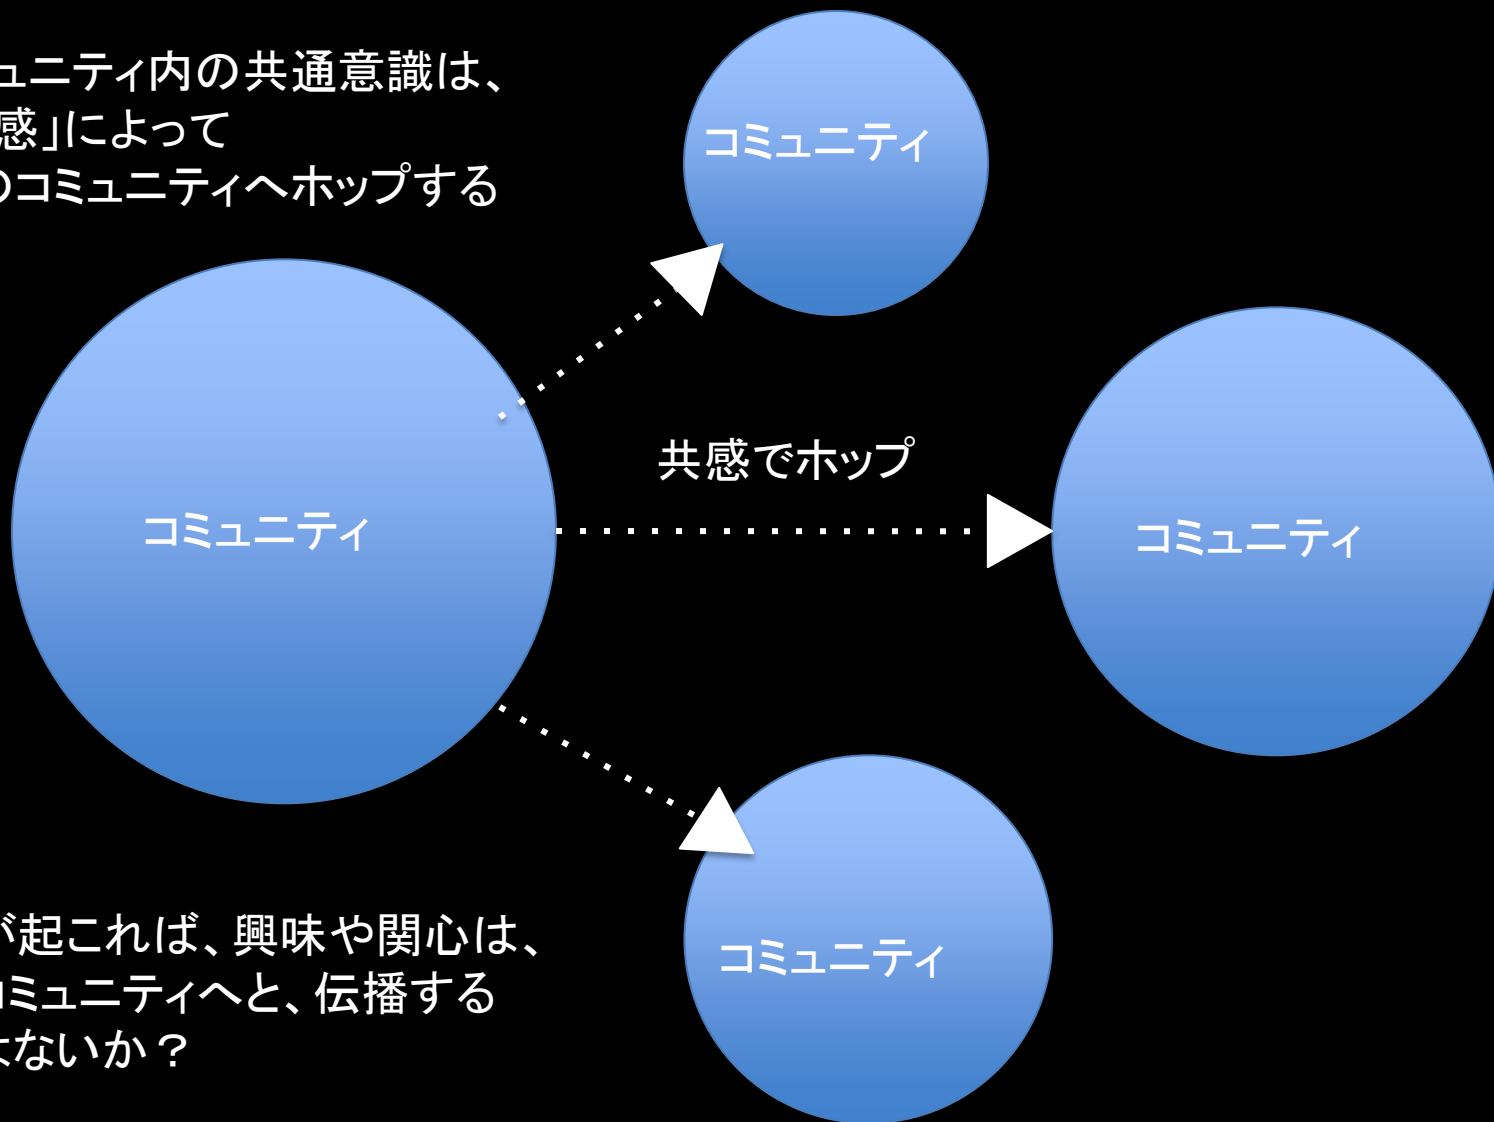 ュニティ内の共通意識は、
感」によって
のコミュニティへホップする
コミュニティ
共感でホップ
コミュニティ
コミュニティ
コミュニティ
が起これば、興味や関心は、
コミュニティへと、伝播する
はないか？